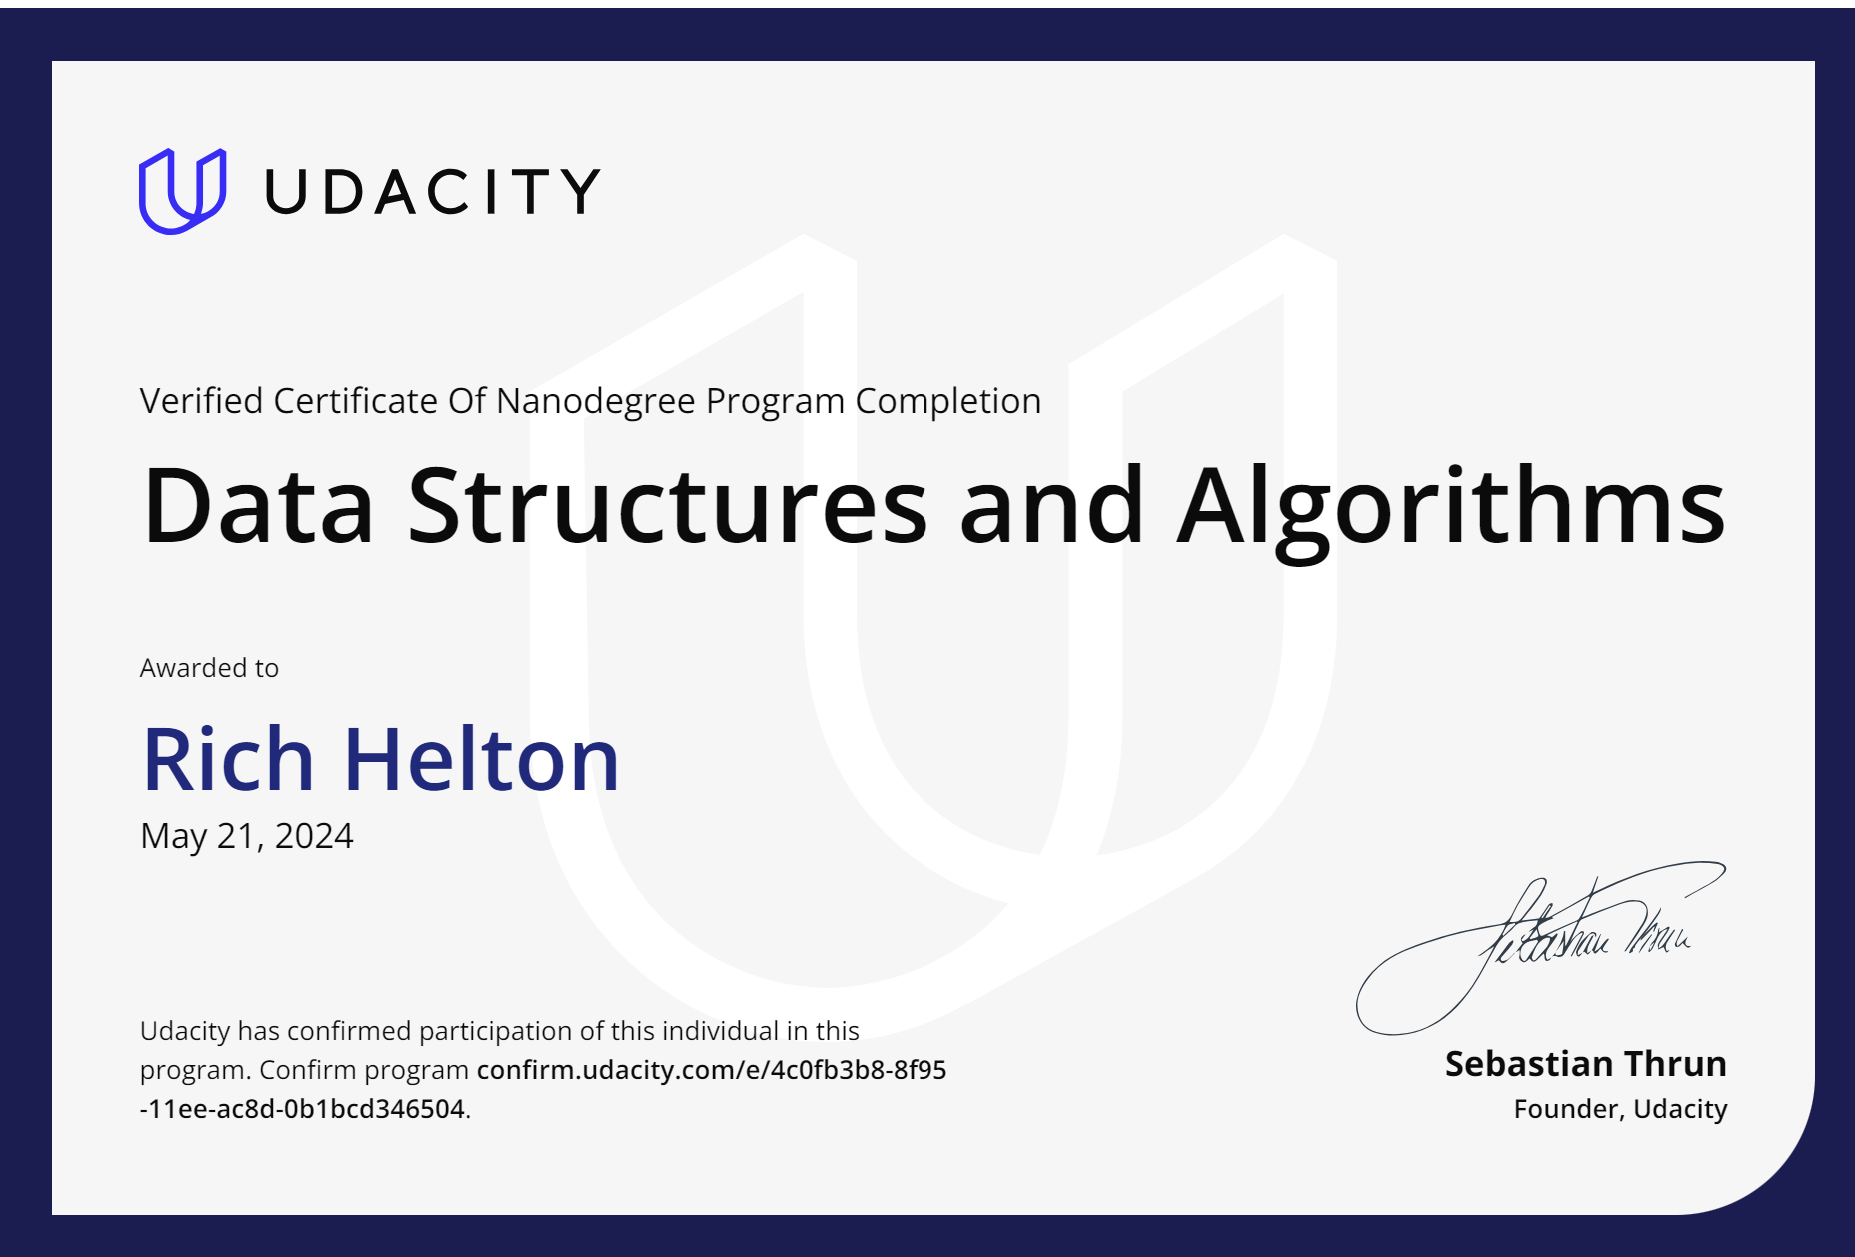 UDACITY
Verified Certificate Of Nanodegree Program Completion
Data Structures and Algorithms
Awarded to
Rich Helton
May 21, 2024
Sebastian Thrun
Udacity has confirmed participation of this individual in this
program. Confirm program confirm.udacity.com/e/4c0fb3b8-8f95
-11ee-ac8d-0b1bcd346504.
Sebastian Thrun
Founder, Udacity